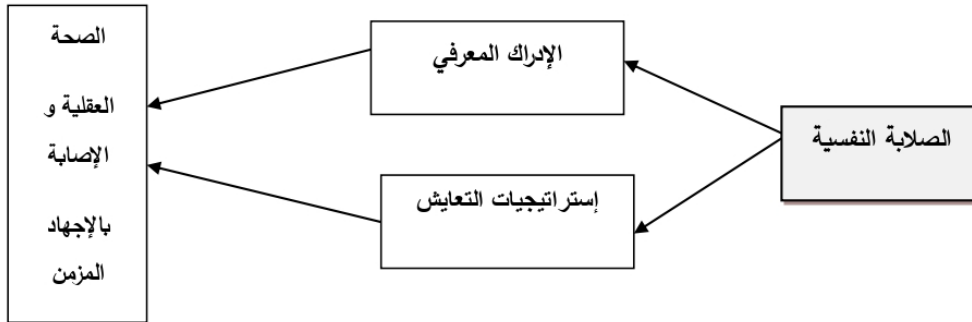 الصلابة النفسية
الإدراك المعرفي
إستراتيجيات التعايش
الصحة
العقلية و
الإصابة
بالإجهاد
المزمن